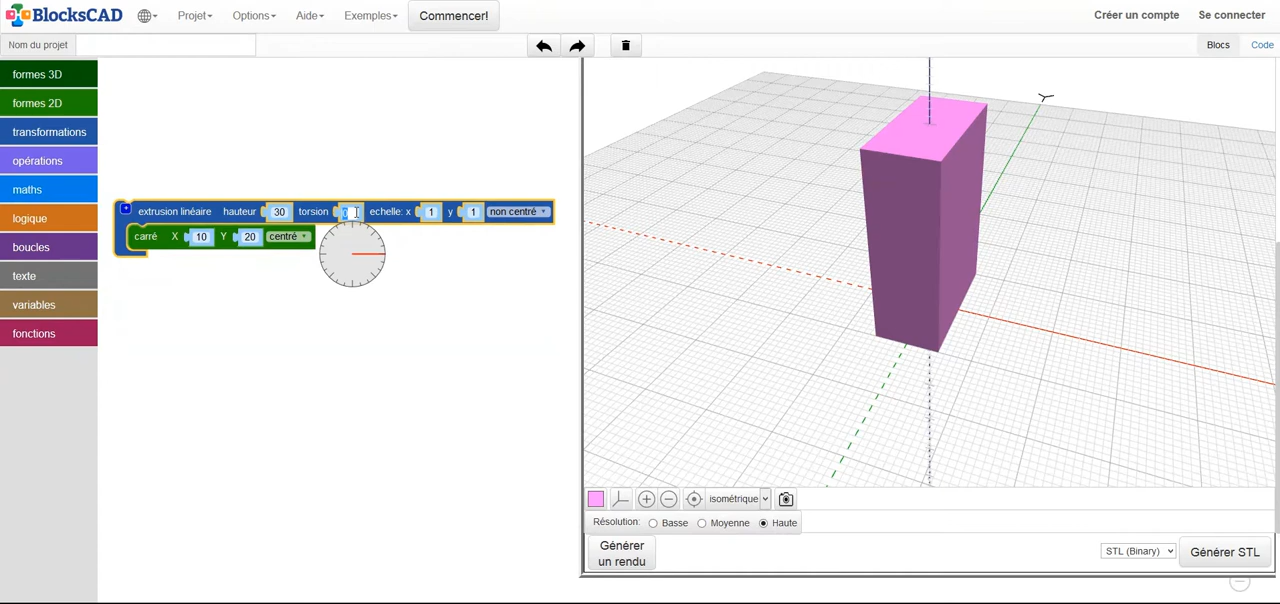 BlocksCAD Projet Options Aide Exemples Commencer! Créer un compte Se connecter
Nom du projet Blocs Code
formes 3D
formes 2D
transformations
opérations
maths
logique
boucles
texte
variables
fonctions
extrusion linéaire hauteur 30 torsion 0 echelle: x 1 y 1 non centré
carré X 10 Y 20 centré
isométrique
Résolution: Basse Moyenne Haute
Générer un rendu
STL (Binary) Générer STL